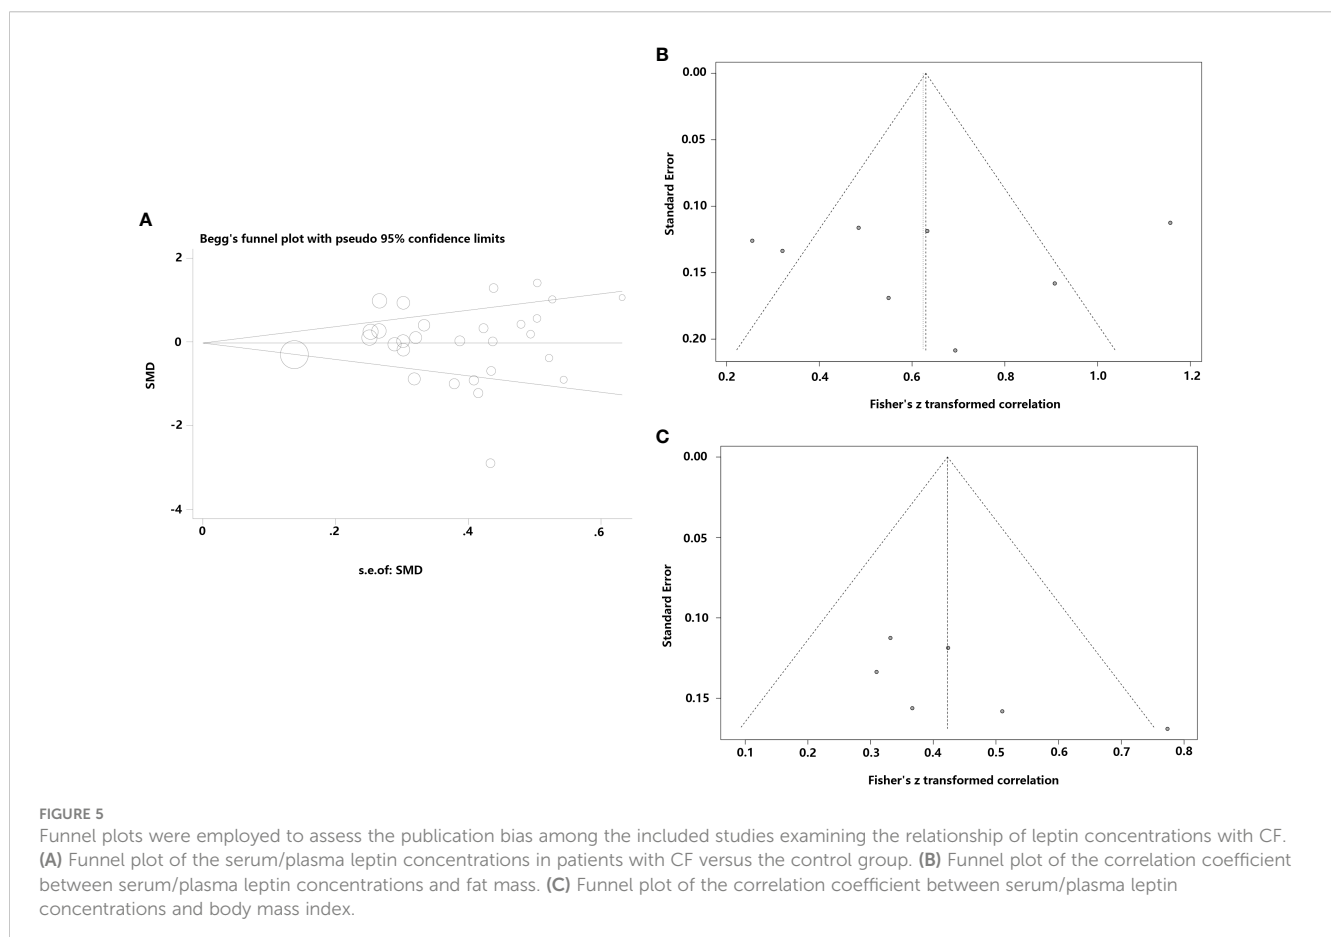 A
Begg's funnel plot with pseudo 95% confidence limits
2
0
-2
-4
SMD
0 .2 .4 .6
s.e.of: SMD
B
0.00
0.05
0.10
0.15
0.20
Standard Error
0.2 0.4 0.6 0.8 1.0 1.2
Fisher's z transformed correlation
C
0.00
0.05
0.10
0.15
Standard Error
0.1 0.2 0.3 0.4 0.5 0.6 0.7 0.8
Fisher's z transformed correlation
FIGURE 5
Funnel plots were employed to assess the publication bias among the included studies examining the relationship of leptin concentrations with CF.
(A) Funnel plot of the serum/plasma leptin concentrations in patients with CF versus the control group. (B) Funnel plot of the correlation coefficient
between serum/plasma leptin concentrations and fat mass. (C) Funnel plot of the correlation coefficient between serum/plasma leptin
concentrations and body mass index.